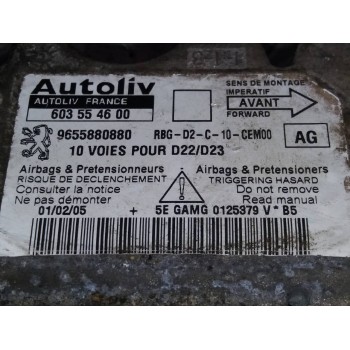 Autoliv
AUTOLIV FRANCE
603 55 46 00
SENS DE MONTAGE
IMPERATIF
AVANT
FORWARD
9655880880
RBG-D2-C-10-CEM00
AG
10 VOIES POUR D22/D23
Airbags & Pretensionneurs
RISQUE DE DECLENCHEMENT
Consulter la notice
Ne pas démonter
Airbags & Pretensioners
TRIGGERING HASARD
Do not remove
Read manual
01/02/05 + 5E GAMG 0125379 V * B5